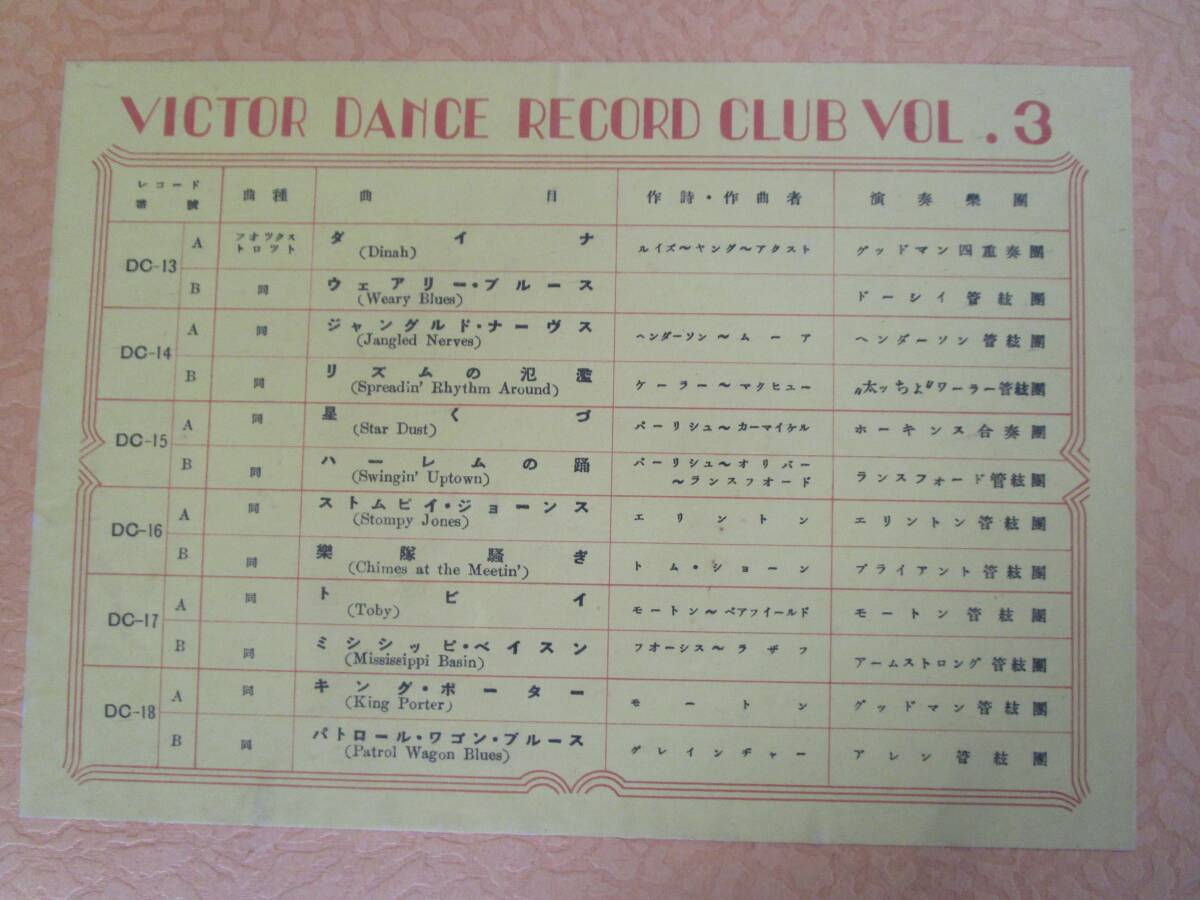 VICTOR DANCE RECORD CLUB VOL . 3
レコード番號 曲種 曲目 作詩・作曲者 演奏樂團
DC-13 A フオツクストロツト ダイナ (Dinah) ルイズ～ヤング～アクスト グッドマン四重奏團
B 同 ウェアリー・ブルース (Weary Blues) ドーシイ管絃團
DC-14 A 同 ジャングルド・ナーヴス (Jangled Nerves) ヘンダーソン～ムーア ヘンダーソン管絃團
B 同 リズムの氾濫 (Spreadin' Rhythm Around) ケーラー～マクヒュー 〝太ッちょ〟ワーラー管絃團
DC-15 A 同 星くづ (Star Dust) パーリシュ～カーマイケル ホーキンス合奏團
B 同 ハーレムの踊 (Swingin' Uptown) パーリシュ～オリバー～ランスフオード ランスフォード管絃團
DC-16 A 同 ストムピイ・ジョーンス (Stompy Jones) エリントン エリントン管絃團
B 同 樂隊騒ぎ (Chimes at the Meetin') トム・ショーン ブライアント管絃團
DC-17 A 同 トビイ (Toby) モートン～ベアフイールド モートン管絃團
B 同 ミシシッピ・ベイスン (Mississippi Basin) フオーシス～ラザフ アームストロング管絃團
DC-18 A 同 キング・ポーター (King Porter) モートン グッドマン管絃團
B 同 パトロール・ワゴン・ブルース (Patrol Wagon Blues) グレインチャー アレン管絃團